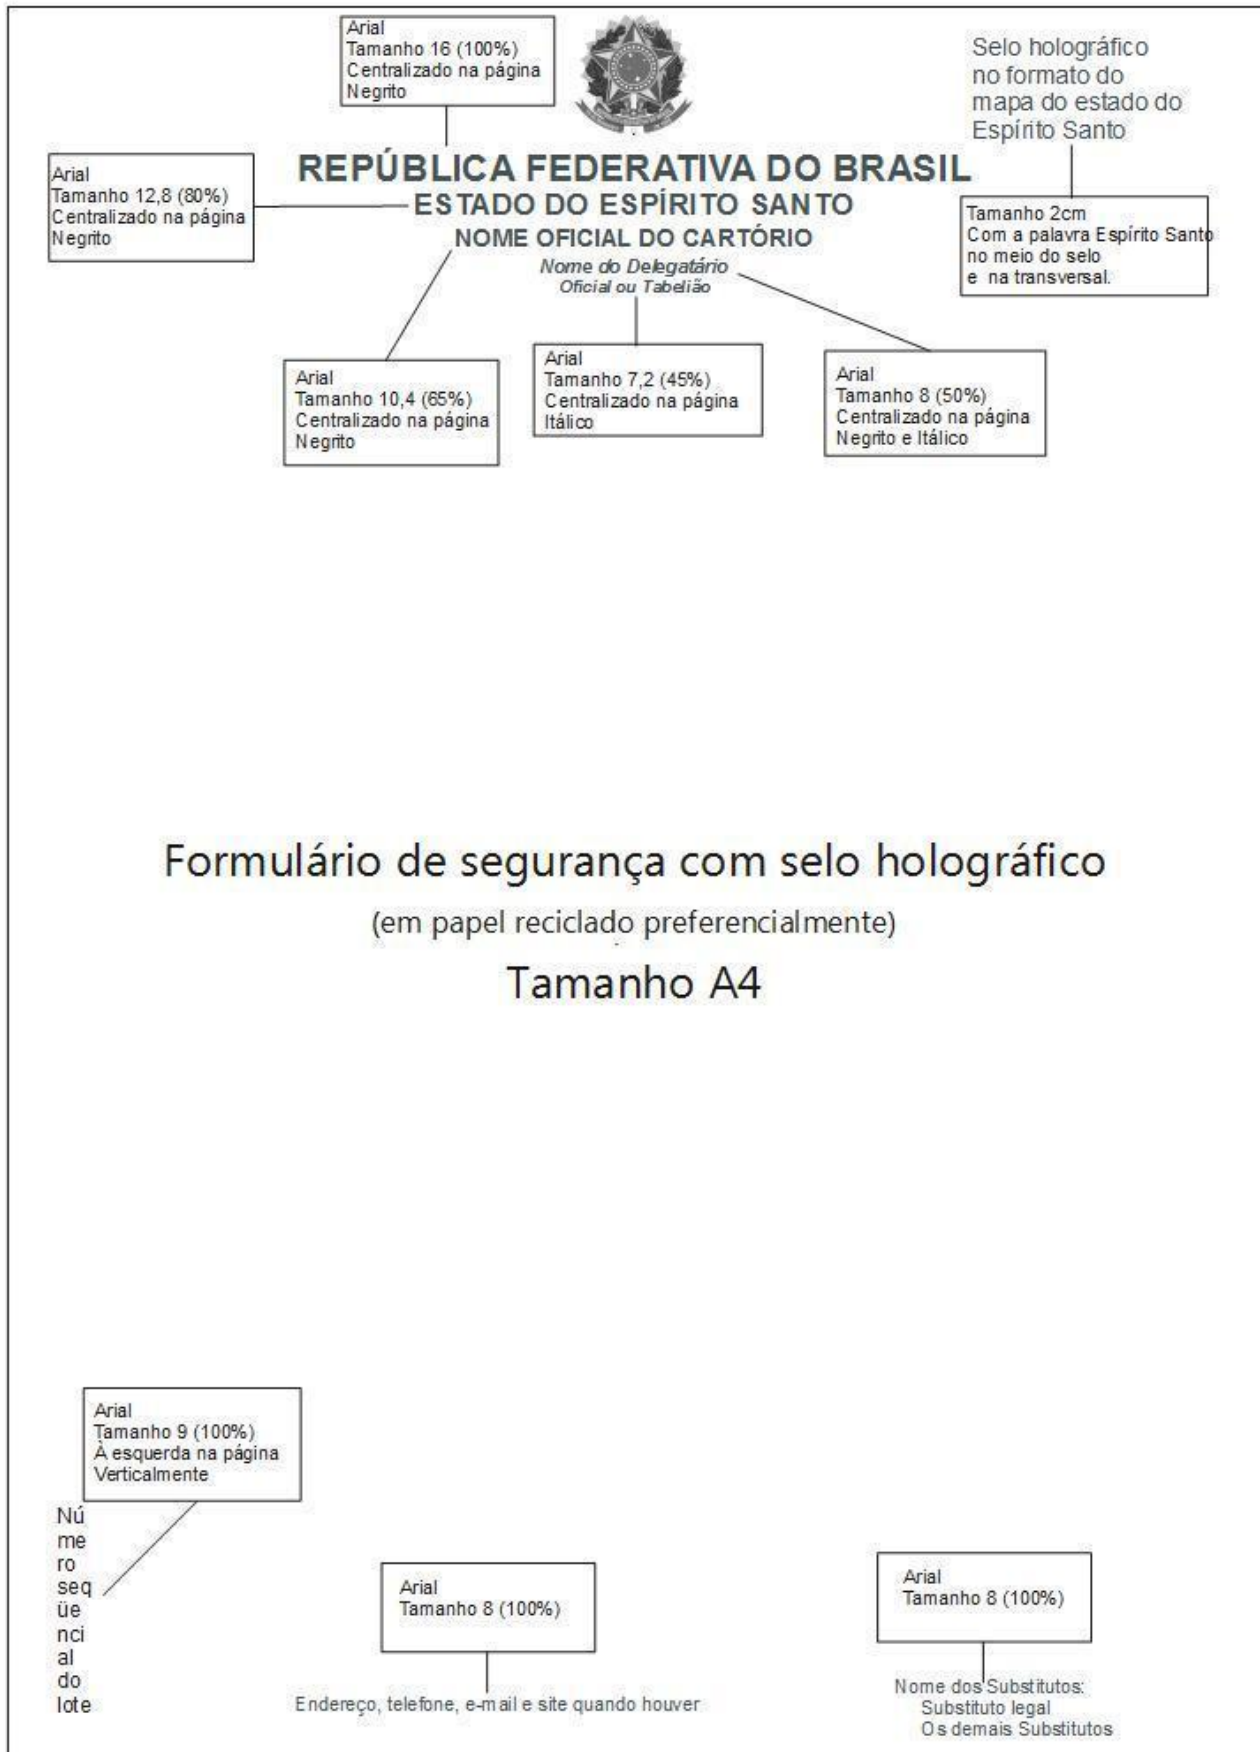 Arial
Tamanho 16 (100%)
Centralizado na página
Negrito
Selo holográfico
no formato do
mapa do estado do
Espírito Santo
REPÚBLICA FEDERATIVA DO BRASIL
Arial
Tamanho 12,8 (80%)
Centralizado na página
Negrito
ESTADO DO ESPÍRITO SANTO
NOME OFICIAL DO CARTÓRIO
Nome do Delegatário
Oficial ou Tabelião
Tamanho 2cm
Com a palavra Espírito Santo
no meio do selo
e na transversal.
Arial
Tamanho 10,4 (65%)
Centralizado na página
Negrito
Arial
Tamanho 7,2 (45%)
Centralizado na página
Itálico
Arial
Tamanho 8 (50%)
Centralizado na página
Negrito e Itálico
Formulário de segurança com selo holográfico
(em papel reciclado preferencialmente)
Tamanho A4
Arial
Tamanho 9 (100%)
À esquerda na página
Verticalmente
Nú
me
ro
seq
üe
nci
al
do
lote
Arial
Tamanho 8 (100%)
Endereço, telefone, e-mail e site quando houver
Arial
Tamanho 8 (100%)
Nome dos Substitutos:
Substituto legal
Os demais Substitutos